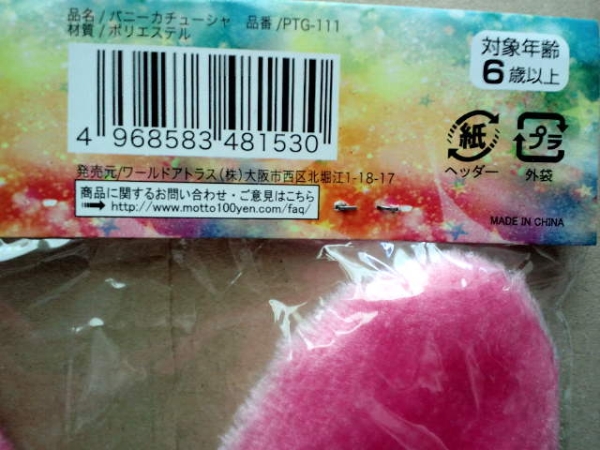 品名/バニーカチューシャ 品番/PTG-111
材質/ポリエステル
対象年齢
6歳以上
4 968583 481530
紙
ヘッダー
プラ
外袋
発売元/ワールドアトラス(株)大阪市西区北堀江1-18-17
商品に関するお問い合わせ・ご意見はこちら
http://www.motto100yen.com/faq/
MADE IN CHINA